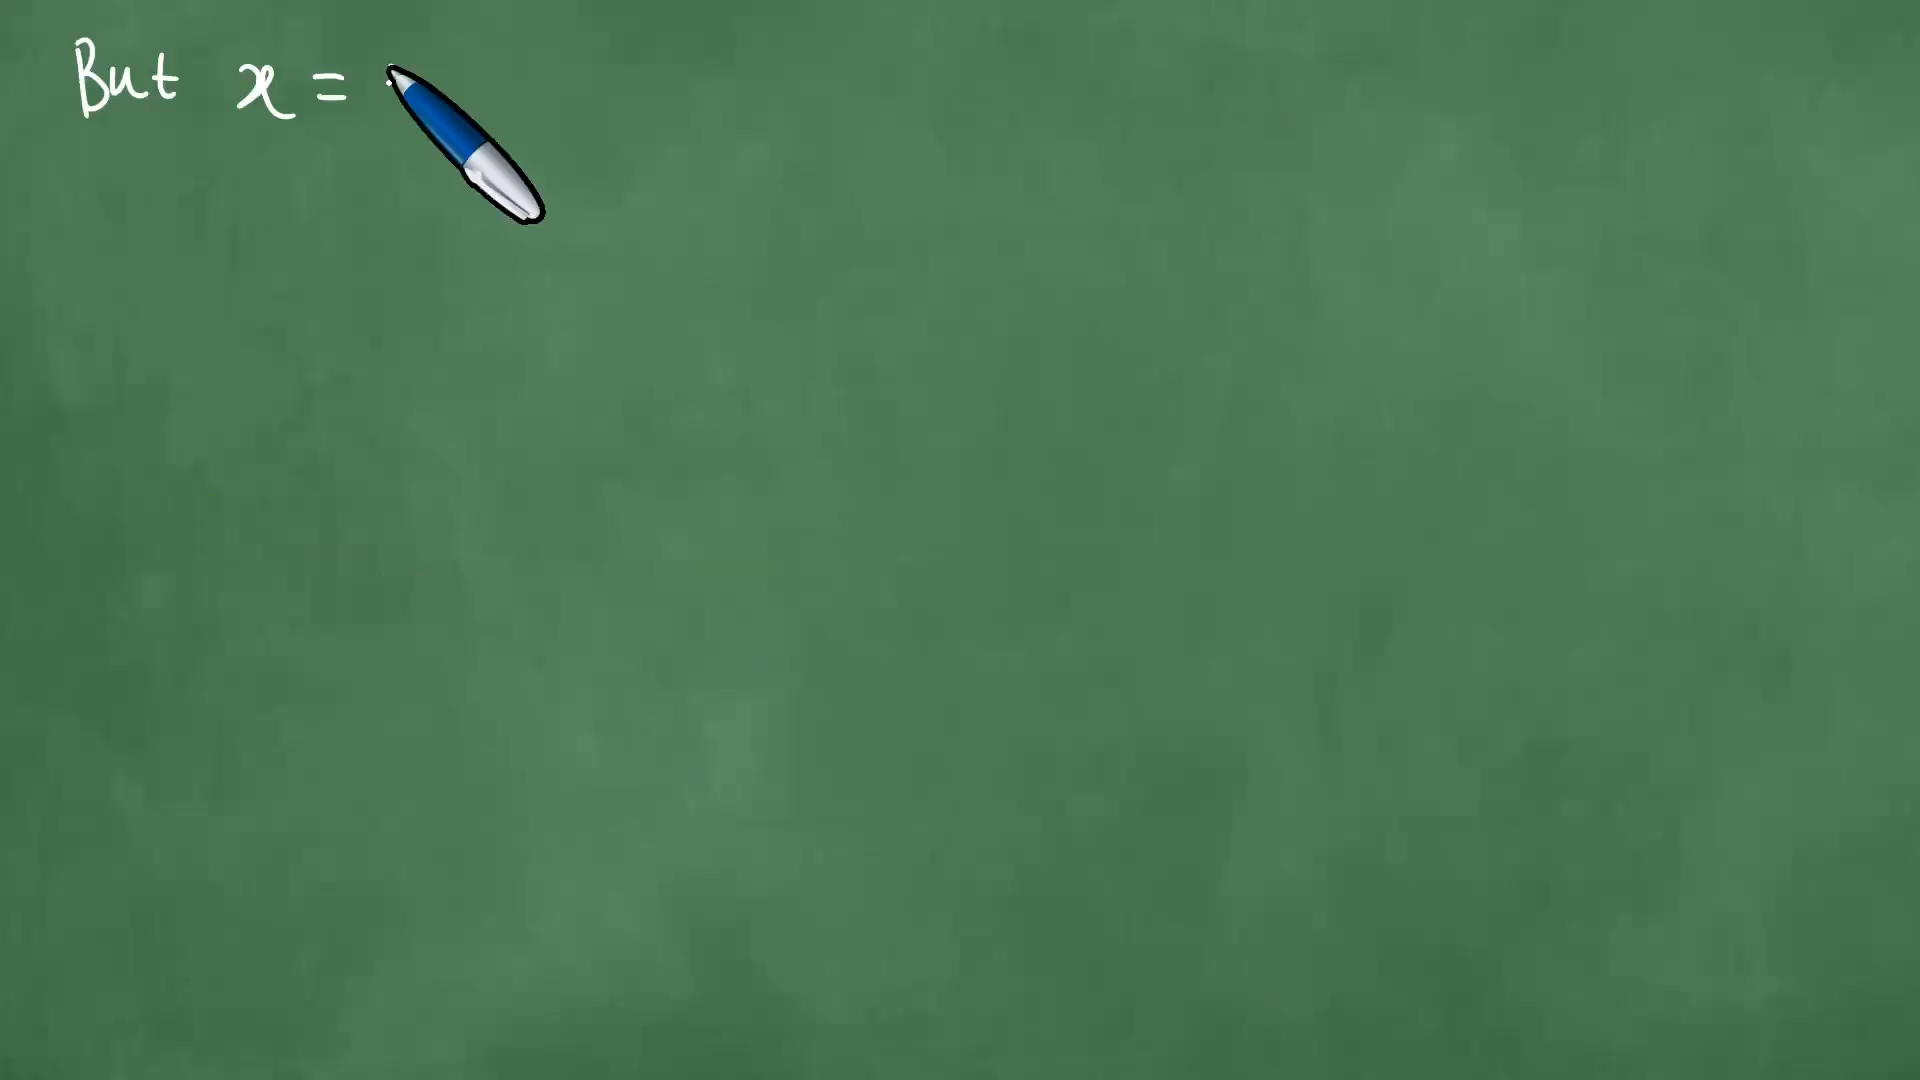 But x =